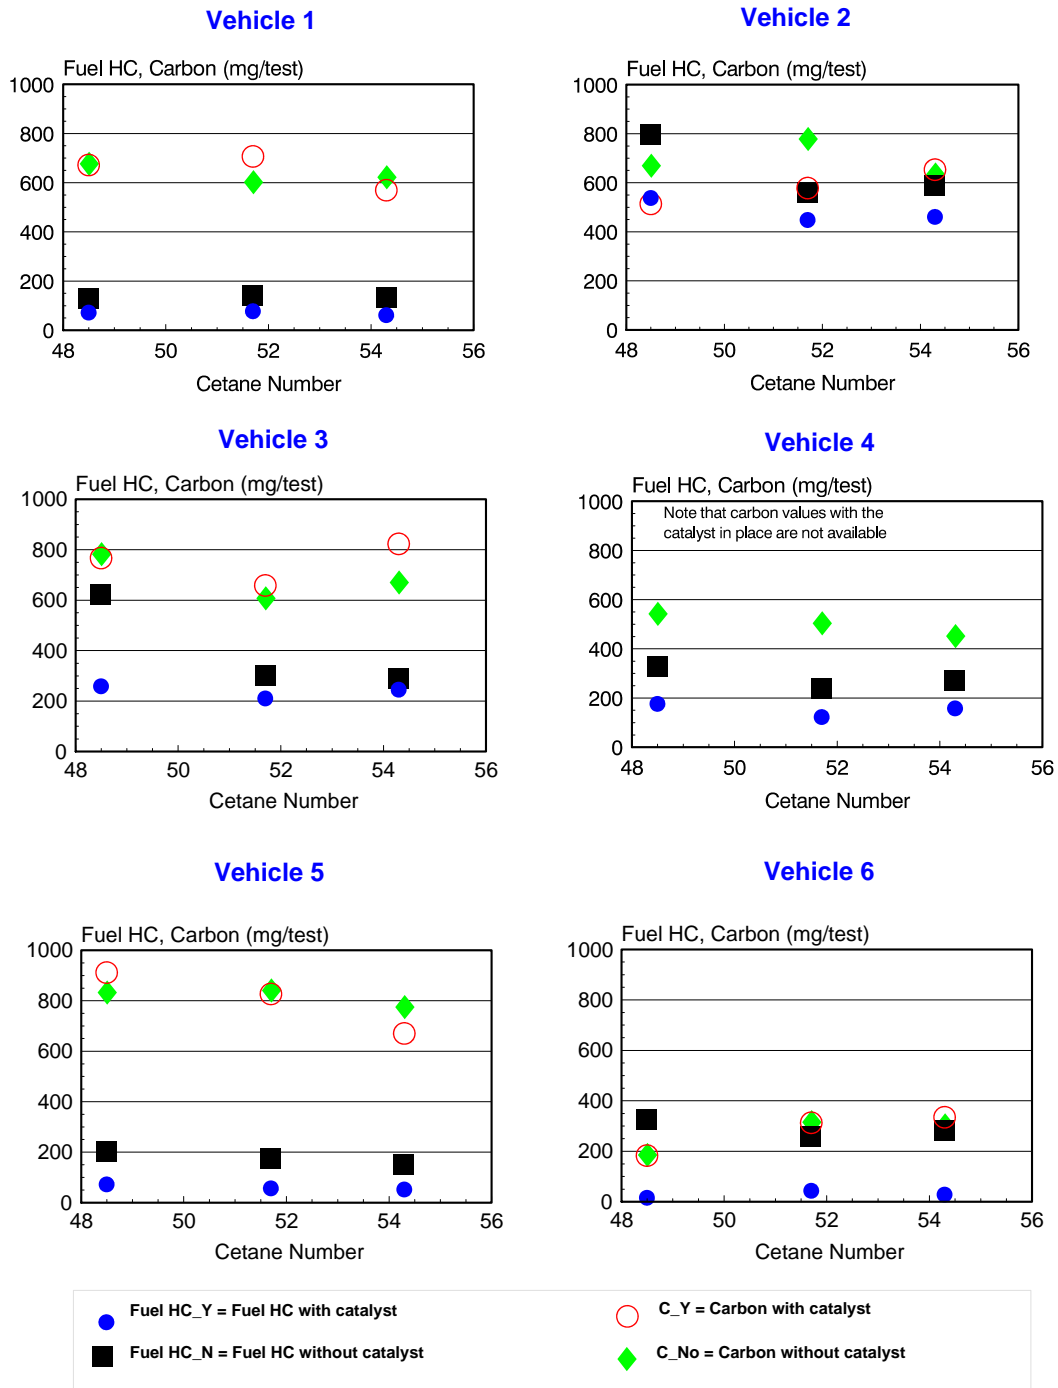 Vehicle 1
Fuel HC, Carbon (mg/test)
1000
800
600
400
200
0
48 50 52 54 56
Cetane Number
Vehicle 2
Fuel HC, Carbon (mg/test)
1000
800
600
400
200
0
48 50 52 54 56
Cetane Number
Vehicle 3
Fuel HC, Carbon (mg/test)
1000
800
600
400
200
0
48 50 52 54 56
Cetane Number
Vehicle 4
Fuel HC, Carbon (mg/test)
Note that carbon values with the
catalyst in place are not available
1000
800
600
400
200
0
48 50 52 54 56
Cetane Number
Vehicle 5
Fuel HC, Carbon (mg/test)
1000
800
600
400
200
0
48 50 52 54 56
Cetane Number
Vehicle 6
Fuel HC, Carbon (mg/test)
1000
800
600
400
200
0
48 50 52 54 56
Cetane Number
Fuel HC_Y = Fuel HC with catalyst
C_Y = Carbon with catalyst
Fuel HC_N = Fuel HC without catalyst
C_No = Carbon without catalyst